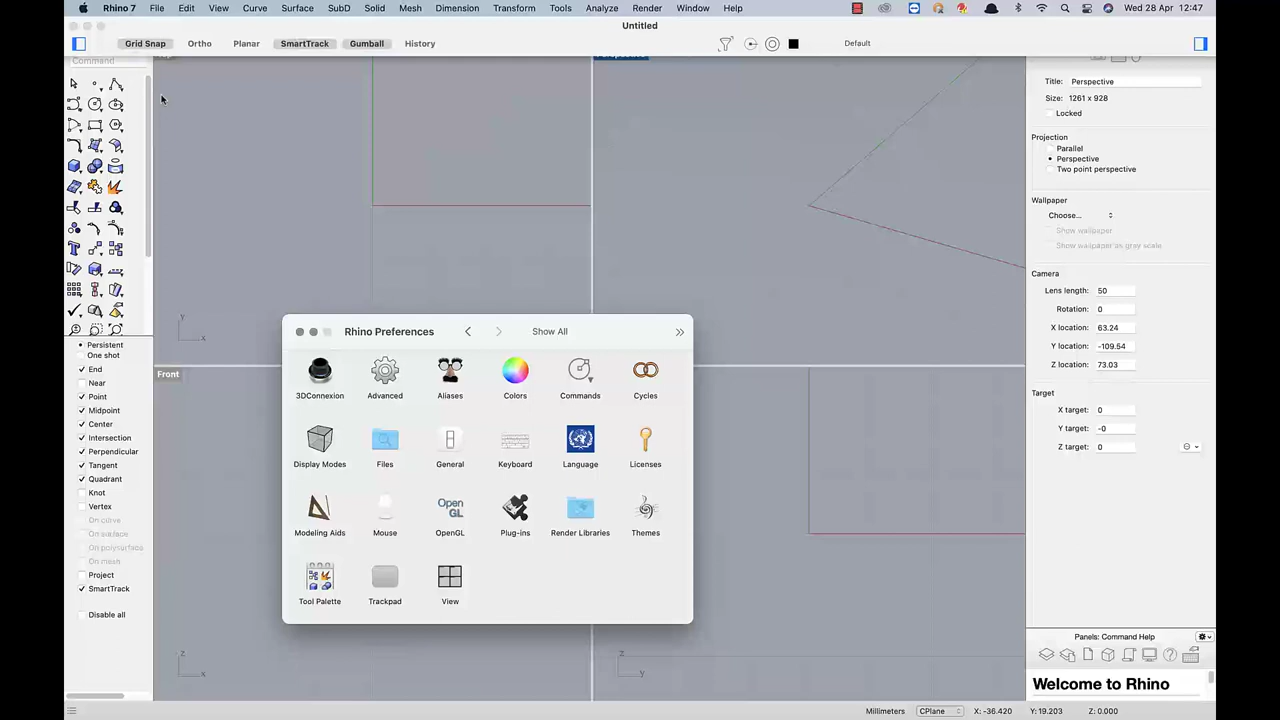 Rhino 7 File Edit View Curve Surface SubD Solid Mesh Dimension Transform Tools Analyze Render Window Help Wed 28 Apr 12:47
Untitled
Grid Snap Ortho Planar SmartTrack Gumball History Default
Command
Persistent
One shot
End
Near
Point
Midpoint
Center
Intersection
Perpendicular
Tangent
Quadrant
Knot
Vertex
On curve
On surface
On polysurface
On mesh
Project
SmartTrack
Disable all
Perspective
Front
y
x
z
x
z
y
Rhino Preferences Show All
3DConnexion Advanced Aliases Colors Commands Cycles
Display Modes Files General Keyboard Language Licenses
Open
GL
Modeling Aids Mouse OpenGL Plug-ins Render Libraries Themes
Tool Palette Trackpad View
Title: Perspective
Size: 1261 x 928
Locked
Projection
Parallel
Perspective
Two point perspective
Wallpaper
Choose...
Show wallpaper
Show wallpaper as gray scale
Camera
Lens length: 50
Rotation: 0
X location: 63.24
Y location: -109.54
Z location: 73.03
Target
X target: 0
Y target: -0
Z target: 0
Panels: Command Help
Welcome to Rhino
Millimeters CPlane X: -36.420 Y: 19.203 Z: 0.000